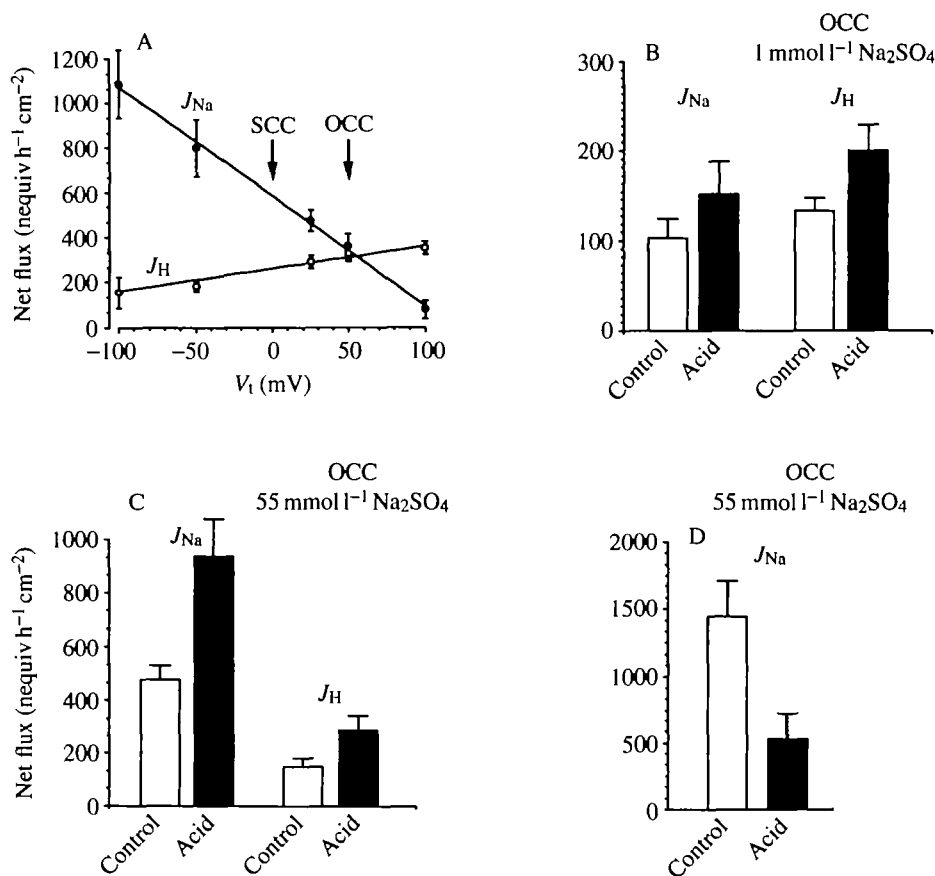 A
Net flux (nequiv h⁻¹ cm⁻²)
1200
1000
800
600
400
200
0
J_Na
SCC
OCC
J_H
−100
−50
0
50
100
V_t (mV)
OCC
1 mmol l⁻¹ Na₂SO₄
B
300
200
100
0
J_Na
J_H
Control
Acid
Control
Acid
OCC
55 mmol l⁻¹ Na₂SO₄
C
Net flux (nequiv h⁻¹ cm⁻²)
1000
800
600
400
200
0
J_Na
J_H
Control
Acid
Control
Acid
OCC
55 mmol l⁻¹ Na₂SO₄
D
2000
1500
1000
500
0
J_Na
Control
Acid